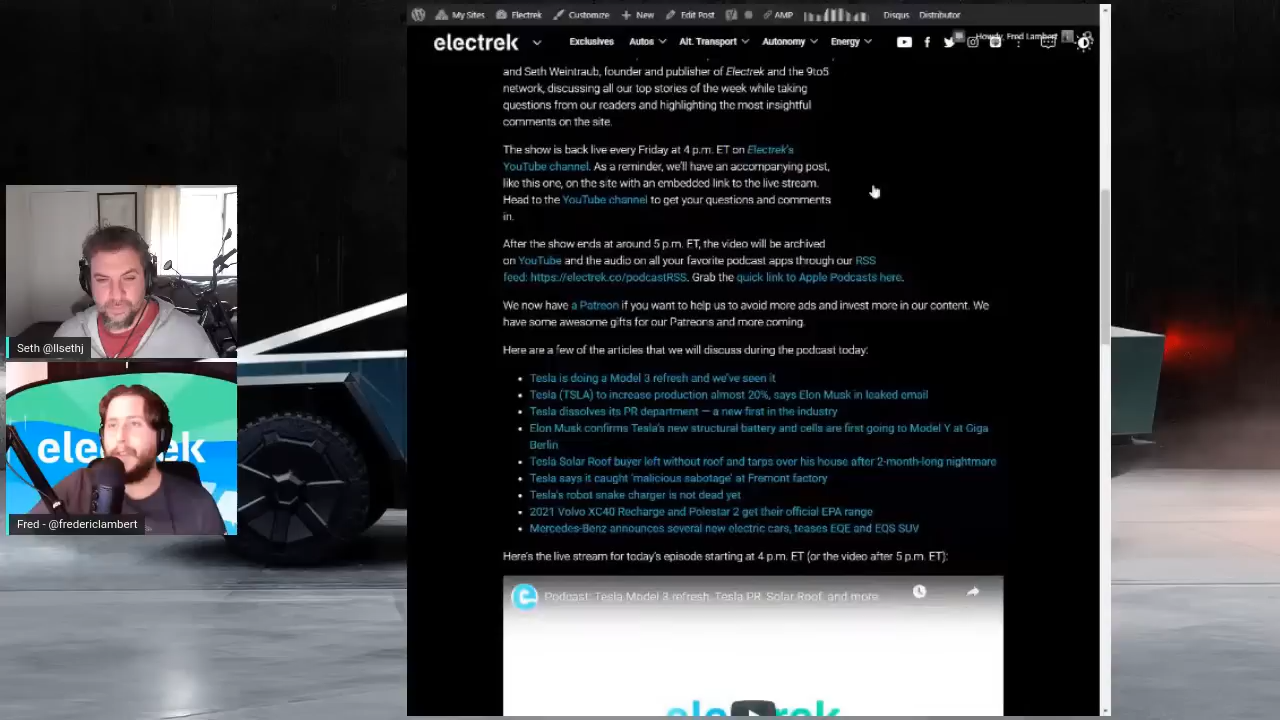 My Sites Electrek Customize New Edit Post AMP Disqus Distributor
Howdy, Fred Lambert
electrek Exclusives Autos Alt. Transport Autonomy Energy
and Seth Weintraub, founder and publisher of Electrek and the 9to5
network, discussing all our top stories of the week while taking
questions from our readers and highlighting the most insightful
comments on the site.
The show is back live every Friday at 4 p.m. ET on Electrek's
YouTube channel. As a reminder, we'll have an accompanying post,
like this one, on the site with an embedded link to the live stream.
Head to the YouTube channel to get your questions and comments
in.
After the show ends at around 5 p.m. ET, the video will be archived
on YouTube and the audio on all your favorite podcast apps through our RSS
feed: https://electrek.co/podcastRSS. Grab the quick link to Apple Podcasts here.
We now have a Patreon if you want to help us to avoid more ads and invest more in our content. We
have some awesome gifts for our Patreons and more coming.
Here are a few of the articles that we will discuss during the podcast today:
Tesla is doing a Model 3 refresh and we've seen it
Tesla (TSLA) to increase production almost 20%, says Elon Musk in leaked email
Tesla dissolves its PR department — a new first in the industry
Elon Musk confirms Tesla's new structural battery and cells are first going to Model Y at Giga
Berlin
Tesla Solar Roof buyer left without roof and tarps over his house after 2-month-long nightmare
Tesla says it caught 'malicious sabotage' at Fremont factory
Tesla's robot snake charger is not dead yet
2021 Volvo XC40 Recharge and Polestar 2 get their official EPA range
Mercedes-Benz announces several new electric cars, teases EQE and EQS SUV
Here's the live stream for today's episode starting at 4 p.m. ET (or the video after 5 p.m. ET):
Podcast: Tesla Model 3 refresh, Tesla PR, Solar Roof, and more
Seth @llsethj
Fred - @fredericlambert